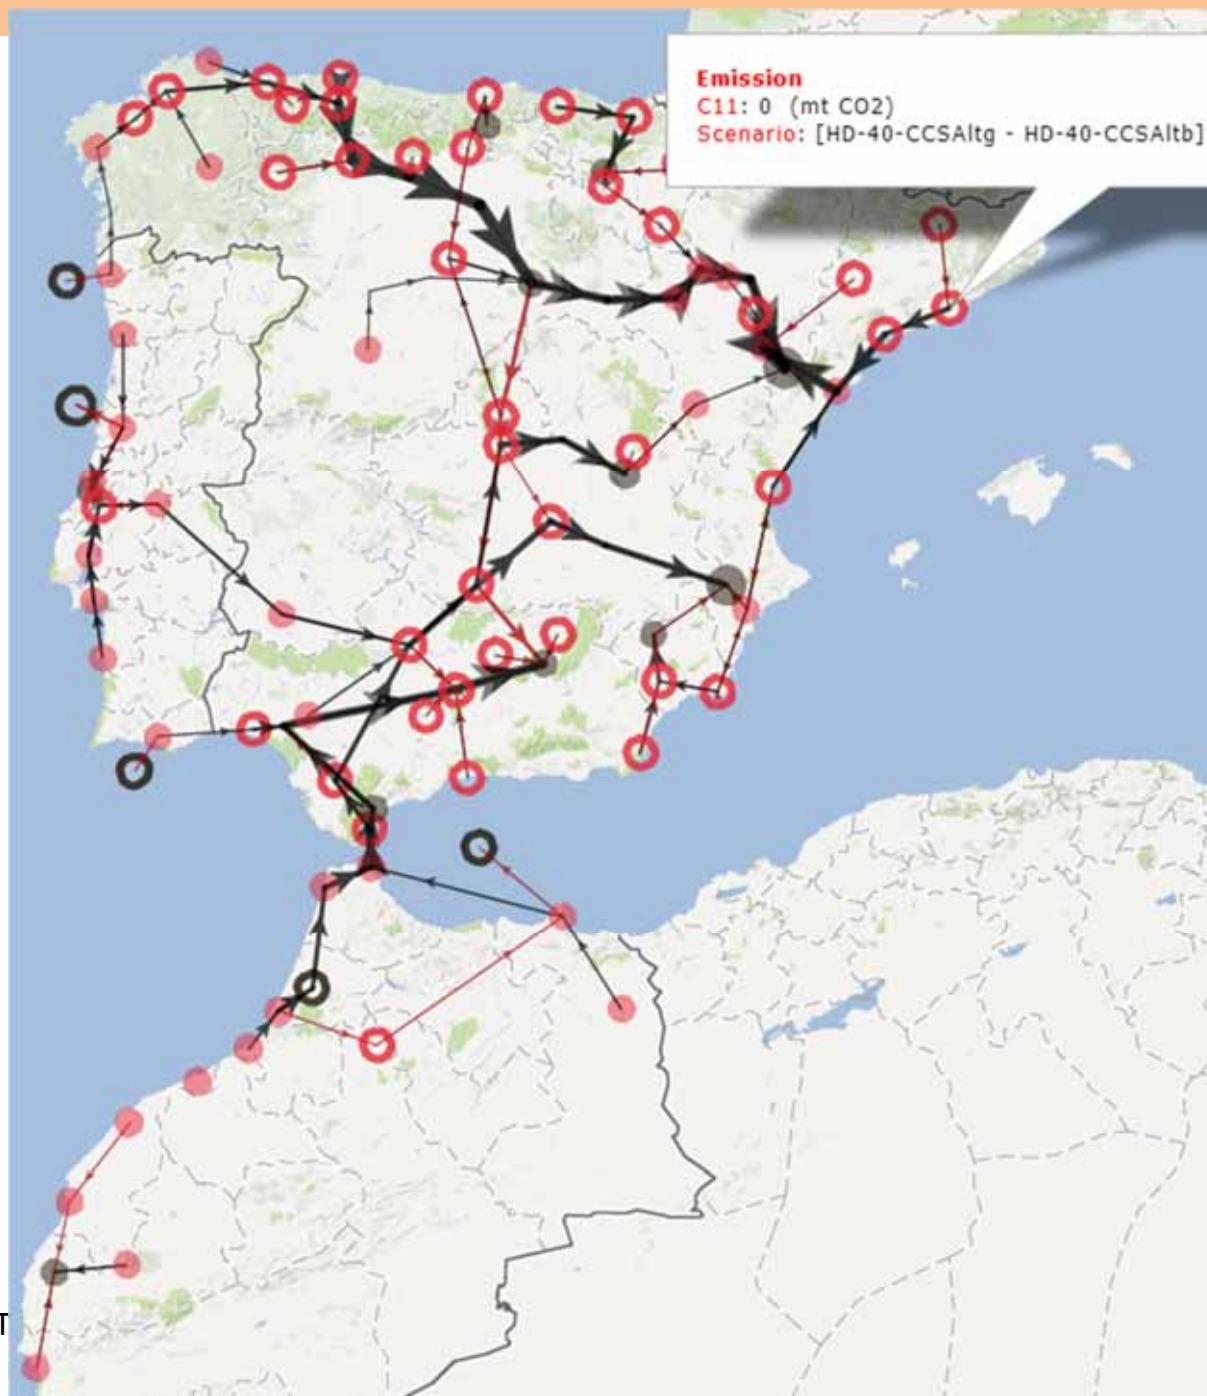 Emission
C11: 0 (mt CO2)
Scenario: [HD-40-CCSAltg - HD-40-CCSAltb]
T